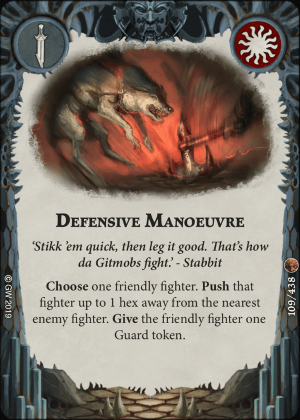 DEFENSIVE MANOEUVRE
‘Stikk ’em quick, then leg it good. That’s how
da Gitmobs fight.’ - Stabbit
Choose one friendly fighter. Push that
fighter up to 1 hex away from the nearest
enemy fighter. Give the friendly fighter one
Guard token.
© GW 2019
109/438